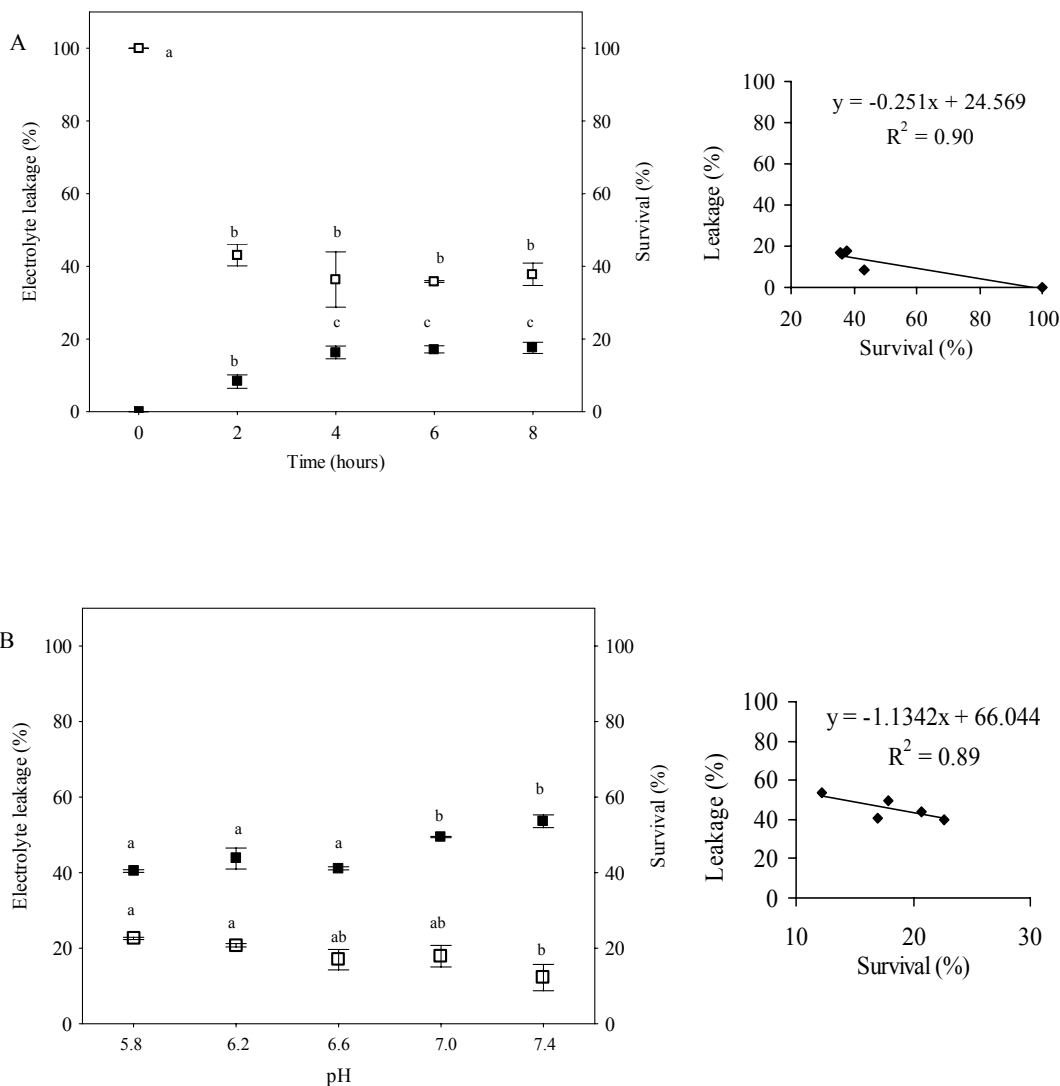 A
100
80
60
40
20
0
Electrolyte leakage (%)
a
b
b
b
b
b
c
c
c
100
80
60
40
20
0
Survival (%)
0 2 4 6 8
Time (hours)
y = -0.251x + 24.569
R² = 0.90
100
80
60
40
20
0
Leakage (%)
20 40 60 80 100
Survival (%)
B
100
80
60
40
20
0
Electrolyte leakage (%)
a a a b b
a a ab ab b
100
80
60
40
20
0
Survival (%)
5.8 6.2 6.6 7.0 7.4
pH
y = -1.1342x + 66.044
R² = 0.89
100
80
60
40
20
0
Leakage (%)
10 20 30
Survival (%)